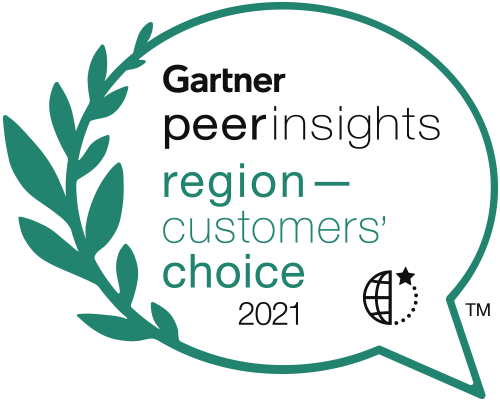 Gartner
peerinsights
region—
customers’
choice
2021
TM